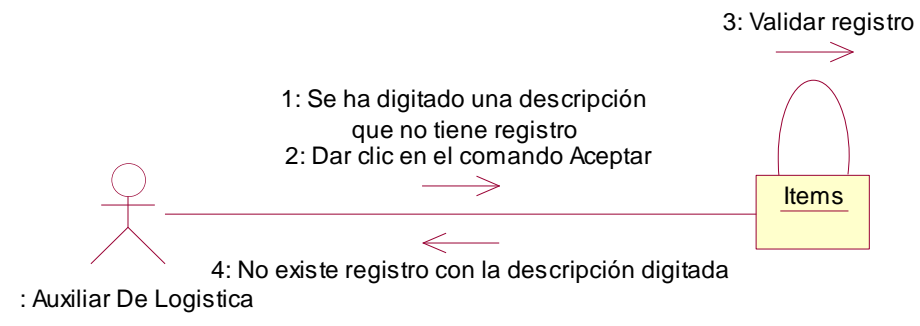 3: Validar registro
1: Se ha digitado una descripción
que no tiene registro
2: Dar clic en el comando Aceptar
Items
4: No existe registro con la descripción digitada
: Auxiliar De Logistica